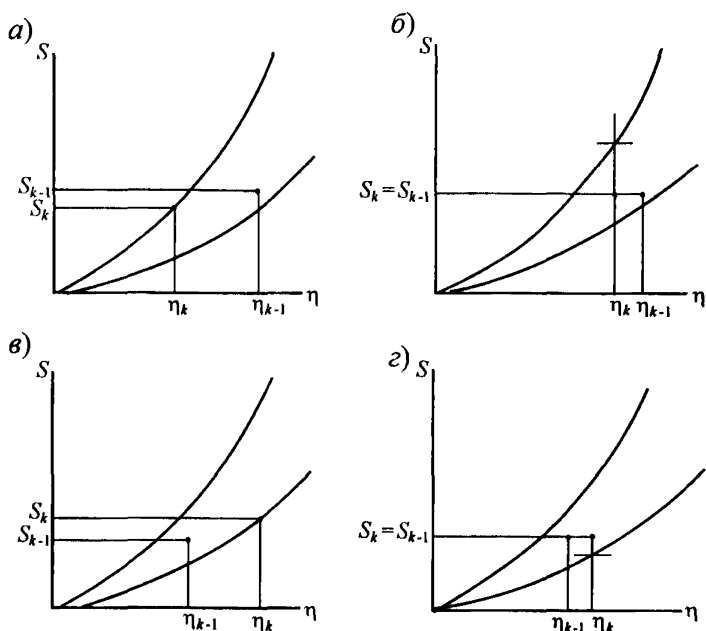 а)
S
S_{k-1}
S_k
η_k
η_{k-1}
η
б)
S
S_k = S_{k-1}
η_k
η_{k-1}
η
в)
S
S_k
S_{k-1}
η_{k-1}
η_k
η
г)
S
S_k = S_{k-1}
η_{k-1}
η_k
η